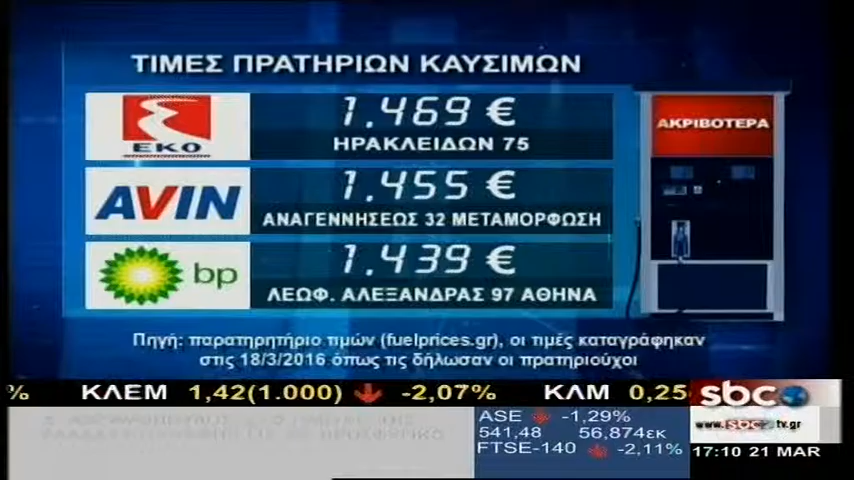 ΤΙΜΕΣ ΠΡΑΤΗΡΙΩΝ ΚΑΥΣΙΜΩΝ
ΕΚΟ
1.469 €
ΗΡΑΚΛΕΙΔΩΝ 75
ΑΚΡΙΒΟΤΕΡΑ
AVIN
1.455 €
ΑΝΑΓΕΝΝΗΣΕΩΣ 32 ΜΕΤΑΜΟΡΦΩΣΗ
bp
1.439 €
ΛΕΩΦ. ΑΛΕΞΑΝΔΡΑΣ 97 ΑΘΗΝΑ
Πηγή: παρατηρητήριο τιμών (fuelprices.gr), οι τιμές καταγράφηκαν
στις 18/3/2016 όπως τις δήλωσαν οι πρατηριούχοι
% ΚΛΕΜ 1,42(1.000) -2,07% ΚΛΜ 0,25
sbc
www.sbctv.gr
ASE -1,29%
541,48 56,874εκ
FTSE-140 -2,11%
17:10 21 MAR